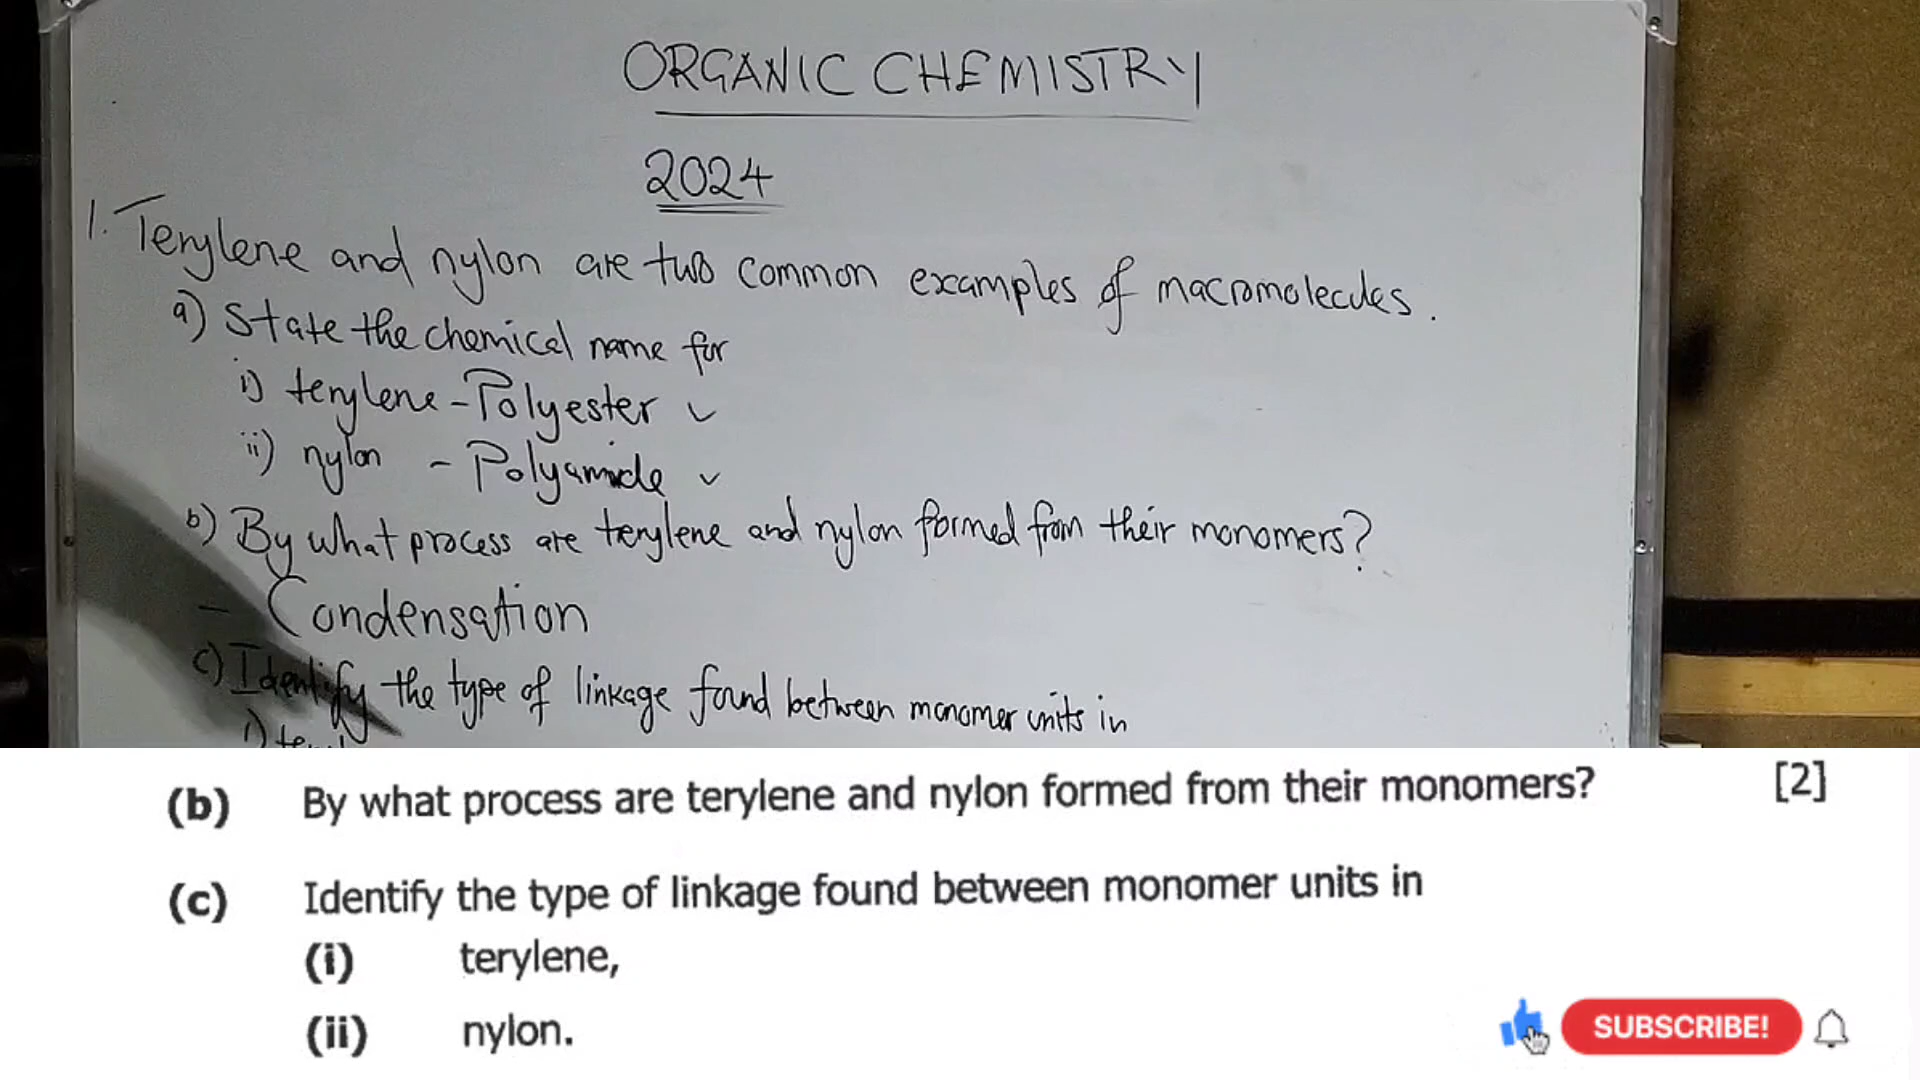 ORGANIC CHEMISTRY
2024
1. Terylene and nylon are two common examples of macromolecules.
a) State the chemical name for
i) terylene - Polyester ✓
ii) nylon - Polyamide ✓
b) By what process are terylene and nylon formed from their monomers?
- Condensation
c) Identify the type of linkage found between monomer units in
i)
(b) By what process are terylene and nylon formed from their monomers? [2]
(c) Identify the type of linkage found between monomer units in
(i) terylene,
(ii) nylon.
SUBSCRIBE!